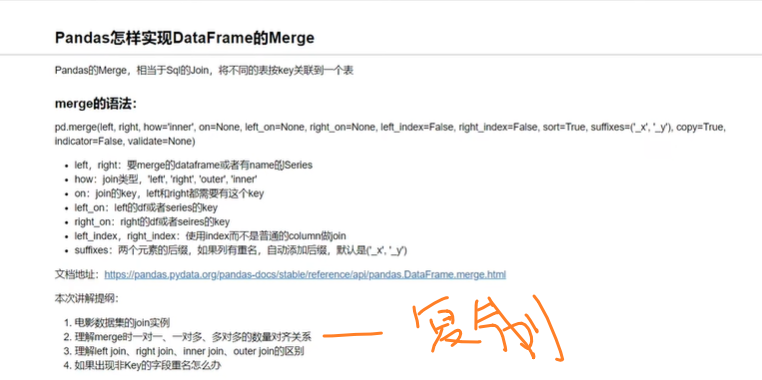 Pandas怎样实现DataFrame的Merge
Pandas的Merge，相当于Sql的Join，将不同的表按key关联到一个表
merge的语法：
pd.merge(left, right, how='inner', on=None, left_on=None, right_on=None, left_index=False, right_index=False, sort=True, suffixes=('_x', '_y'), copy=True,
indicator=False, validate=None)
• left，right：要merge的dataframe或者有name的Series
• how：join类型，'left', 'right', 'outer', 'inner'
• on：join的key，left和right都需要有这个key
• left_on：left的df或者series的key
• right_on：right的df或者seires的key
• left_index，right_index：使用index而不是普通的column做join
• suffixes：两个元素的后缀，如果列有重名，自动添加后缀，默认是('_x', '_y')
文档地址：https://pandas.pydata.org/pandas-docs/stable/reference/api/pandas.DataFrame.merge.html
本次讲解提纲：
1. 电影数据集的join实例
2. 理解merge时一对一、一对多、多对多的数量对齐关系
3. 理解left join、right join、inner join、outer join的区别
4. 如果出现非Key的字段重名怎么办